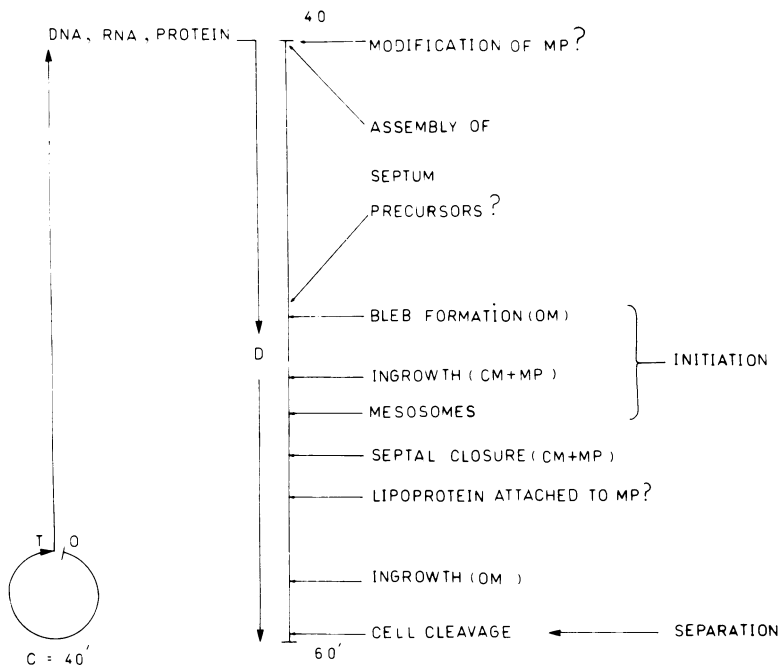 40
DNA, RNA, PROTEIN
MODIFICATION OF MP?
ASSEMBLY OF
SEPTUM
PRECURSORS?
BLEB FORMATION (OM)
D
INITIATION
INGROWTH (CM+MP)
MESOSOMES
SEPTAL CLOSURE (CM+MP)
LIPOPROTEIN ATTACHED TO MP?
T O
INGROWTH (OM )
CELL CLEAVAGE
SEPARATION
C = 40'
60'